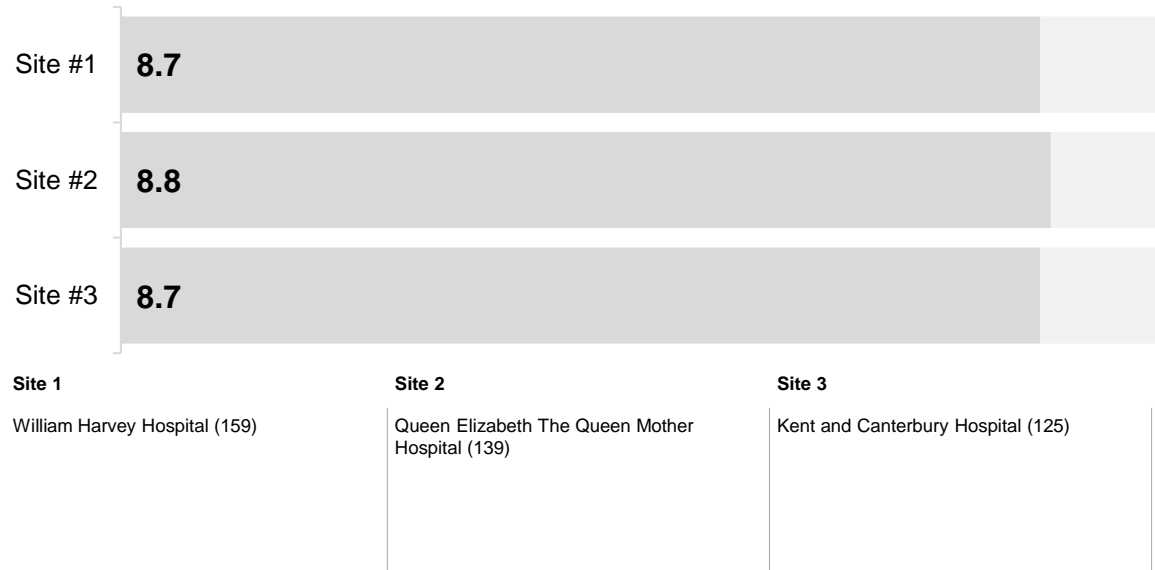 Site #1
8.7
Site #2
8.8
Site #3
8.7
Site 1
William Harvey Hospital (159)
Site 2
Queen Elizabeth The Queen Mother
Hospital (139)
Site 3
Kent and Canterbury Hospital (125)